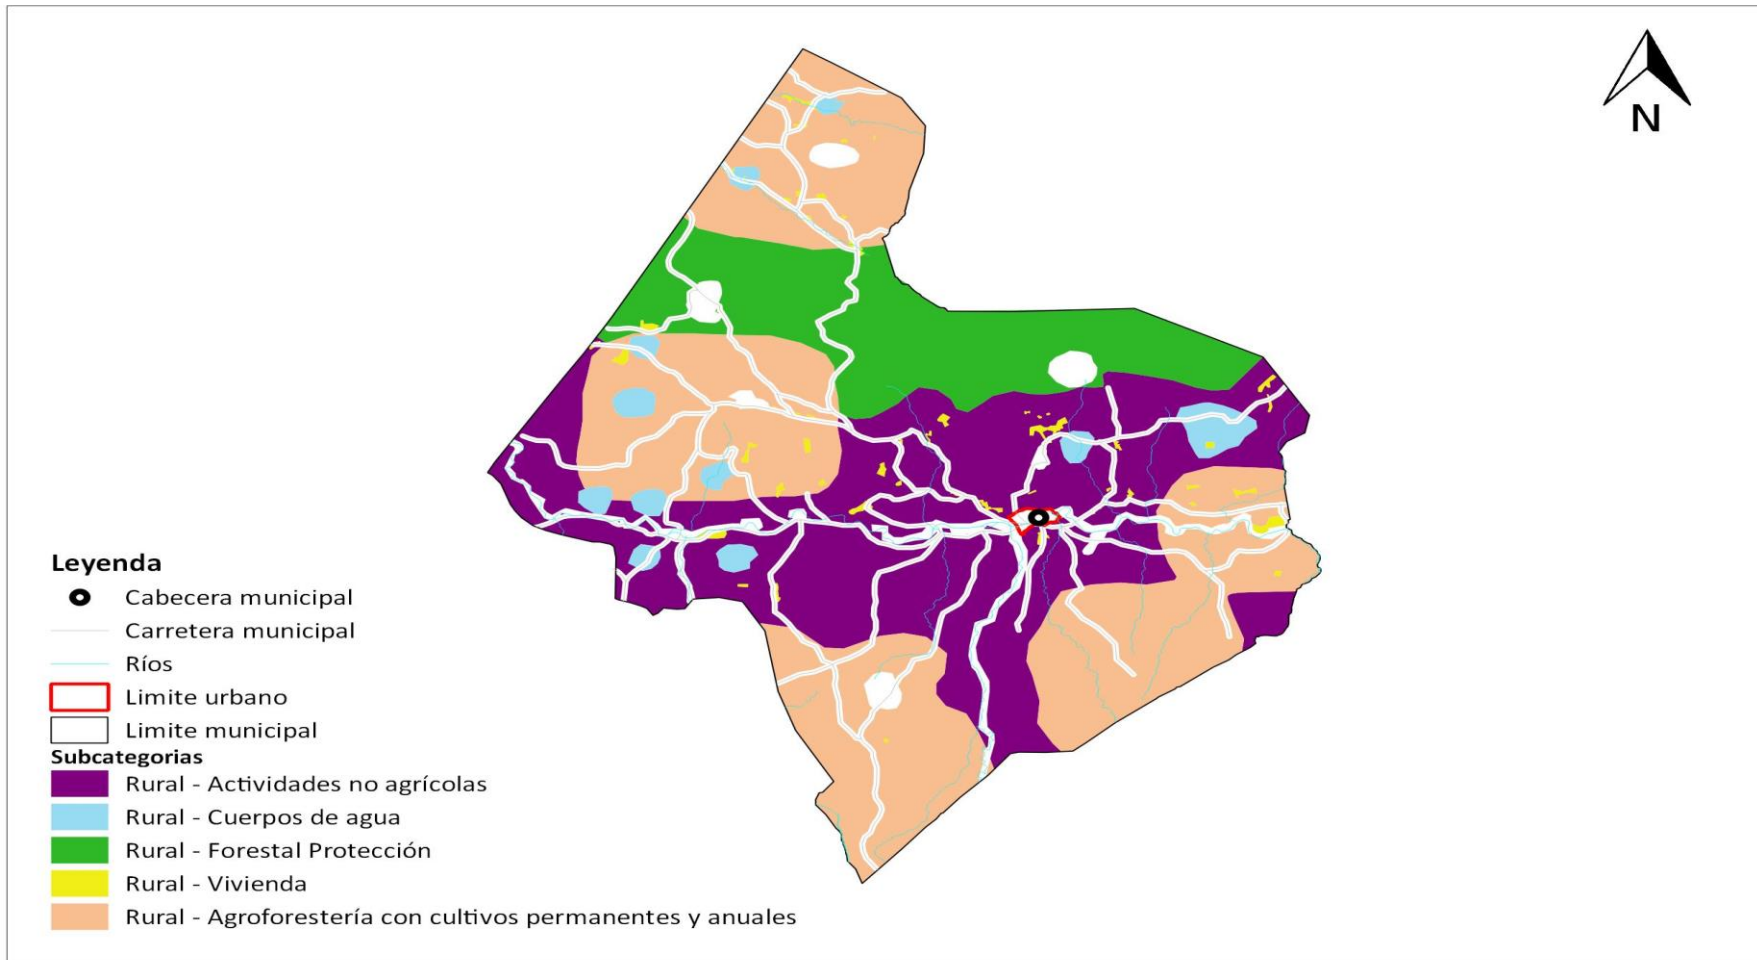 N
Leyenda
Cabecera municipal
Carretera municipal
Ríos
Limite urbano
Limite municipal
Subcategorias
Rural - Actividades no agrícolas
Rural - Cuerpos de agua
Rural - Forestal Protección
Rural - Vivienda
Rural - Agroforestería con cultivos permanentes y anuales